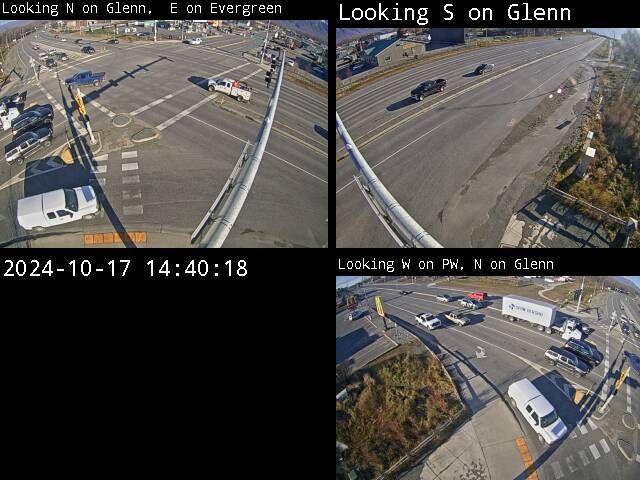 Looking N on Glenn,  E on Evergreen
Looking S on Glenn
2024-10-17 14:40:18
Looking W on PW, N on Glenn